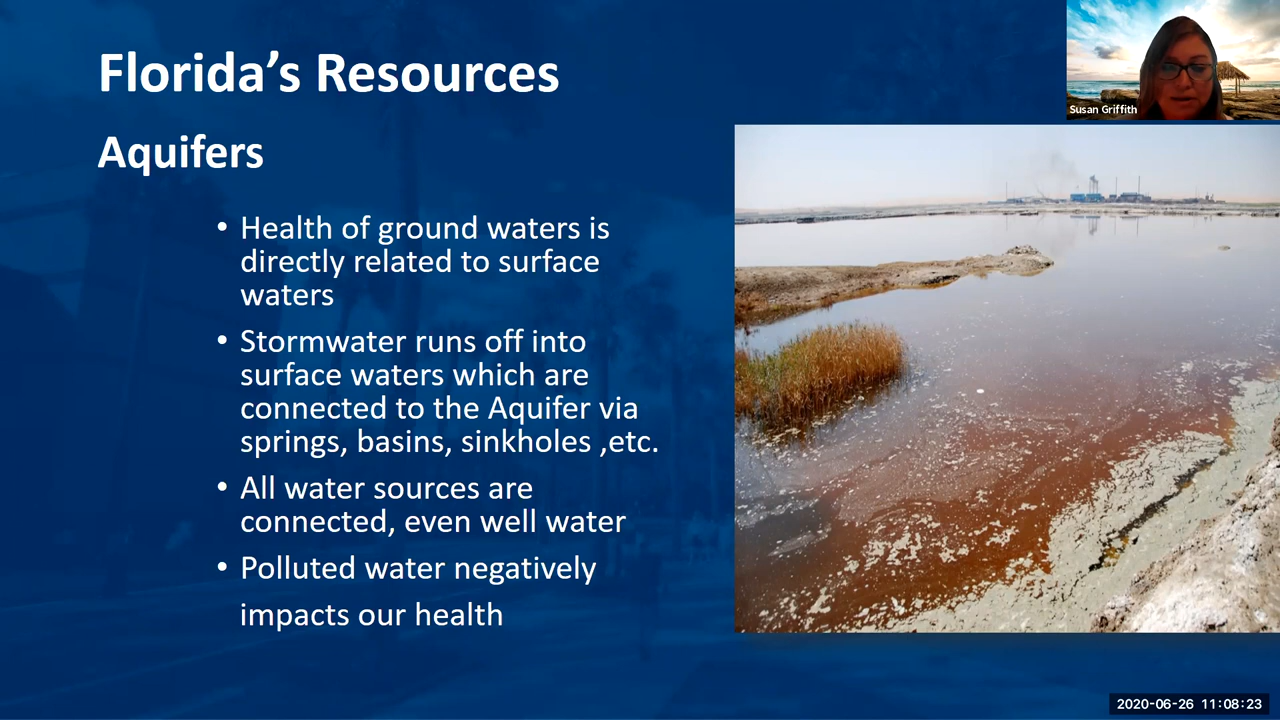 Florida’s Resources
Susan Griffith
Aquifers
• Health of ground waters is
directly related to surface
waters
• Stormwater runs off into
surface waters which are
connected to the Aquifer via
springs, basins, sinkholes ,etc.
• All water sources are
connected, even well water
• Polluted water negatively
impacts our health
2020-06-26 11:08:23